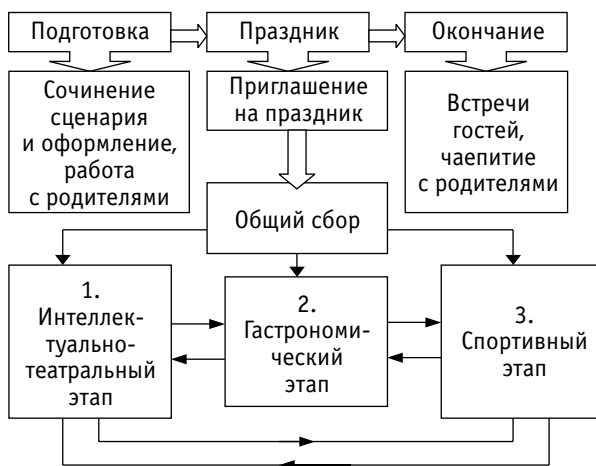 Подготовка
Праздник
Окончание
Сочинение
сценария
и оформление,
работа
с родителями
Приглашение
на праздник
Встречи
гостей,
чаепитие
с родителями
Общий сбор
1.
Интеллек-
туально-
театральный
этап
2.
Гастрономи-
ческий
этап
3.
Спортивный
этап